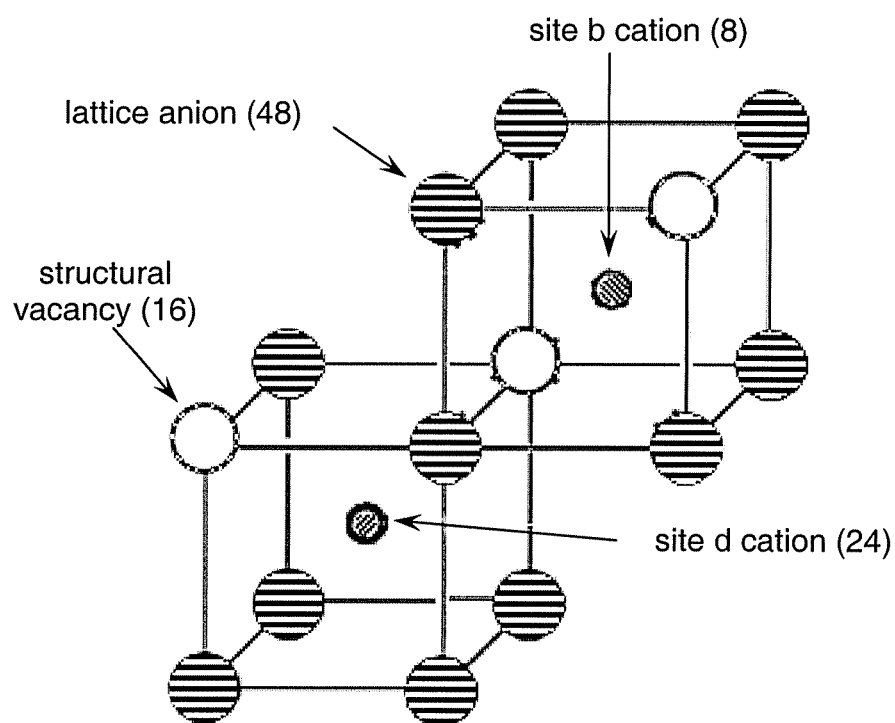 site b cation (8)
lattice anion (48)
structural
vacancy (16)
site d cation (24)